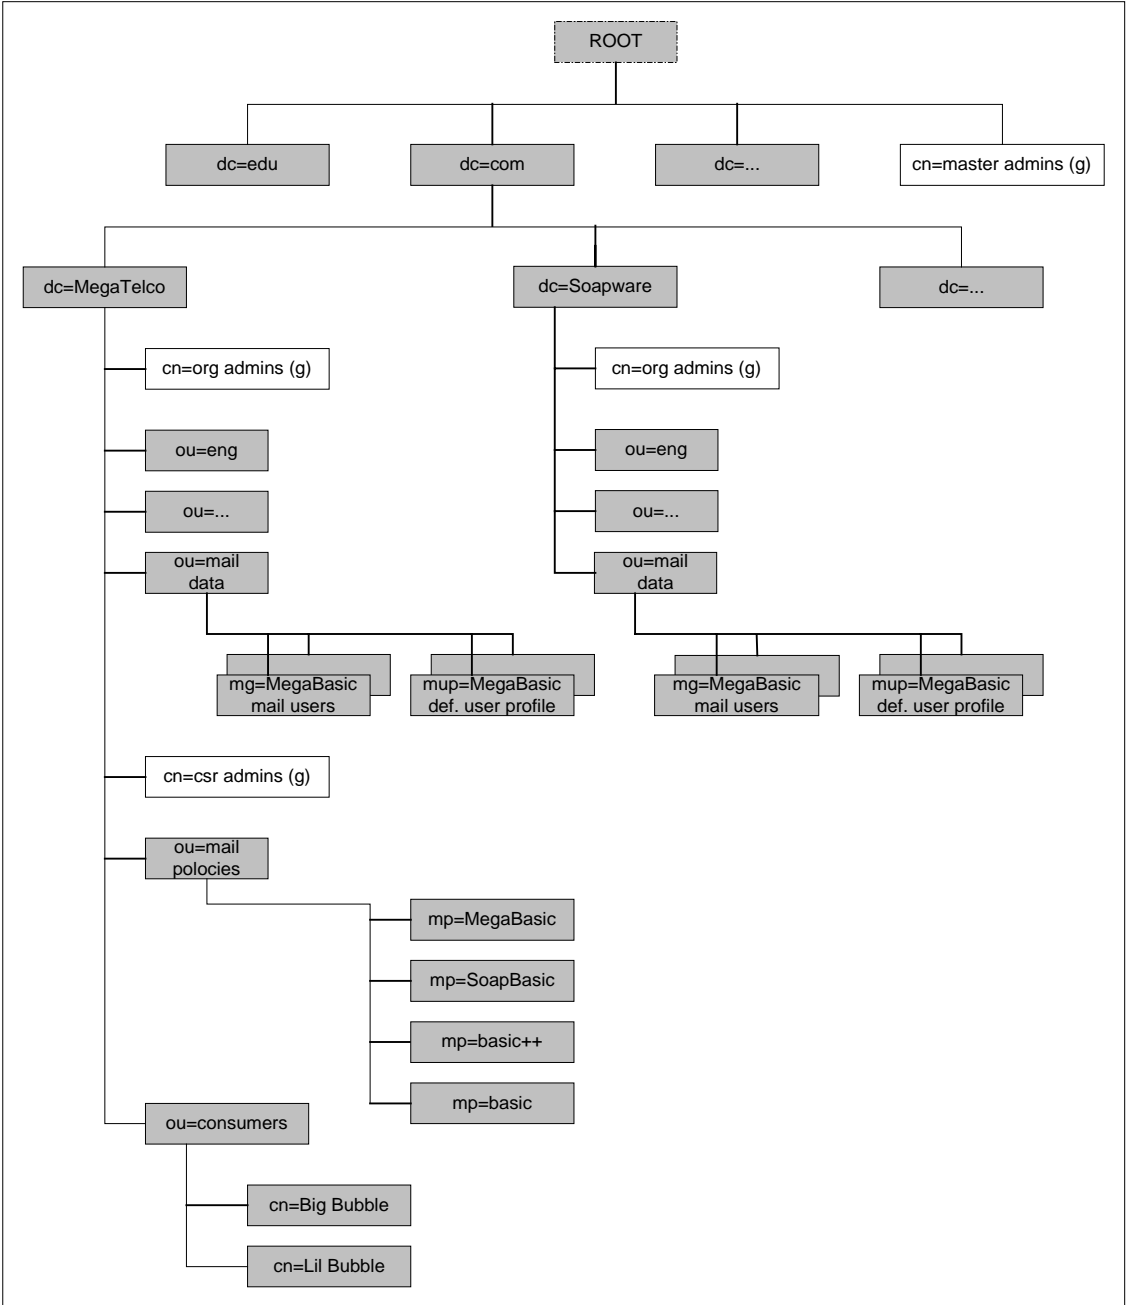 ROOT
dc=edu
dc=com
dc=...
cn=master admins (g)
dc=MegaTelco
dc=Soapware
dc=...
cn=org admins (g)
cn=org admins (g)
ou=eng
ou=eng
ou=...
ou=...
ou=mail
data
ou=mail
data
mg=MegaBasic
mail users
mup=MegaBasic
def. user profile
mg=MegaBasic
mail users
mup=MegaBasic
def. user profile
cn=csr admins (g)
ou=mail
polocies
mp=MegaBasic
mp=SoapBasic
mp=basic++
mp=basic
ou=consumers
cn=Big Bubble
cn=Lil Bubble